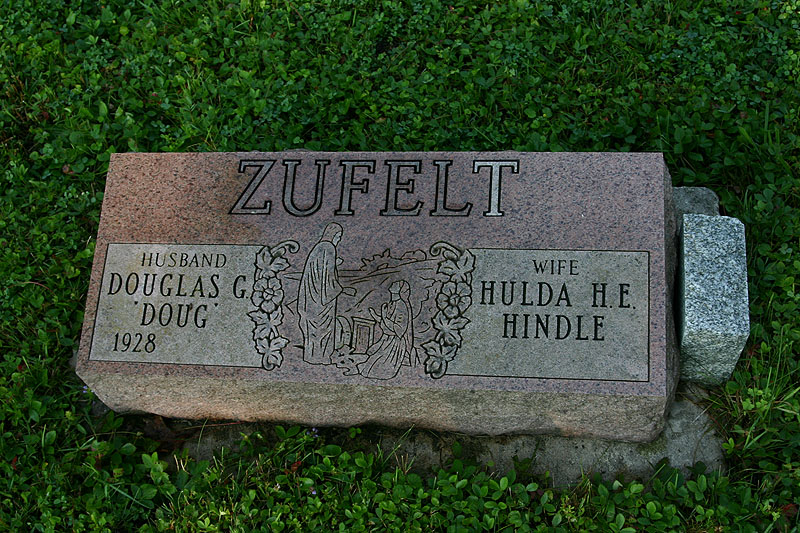 ZUFELT
HUSBAND
DOUGLAS G.
"DOUG"
1928
WIFE
HULDA H.E.
HINDLE